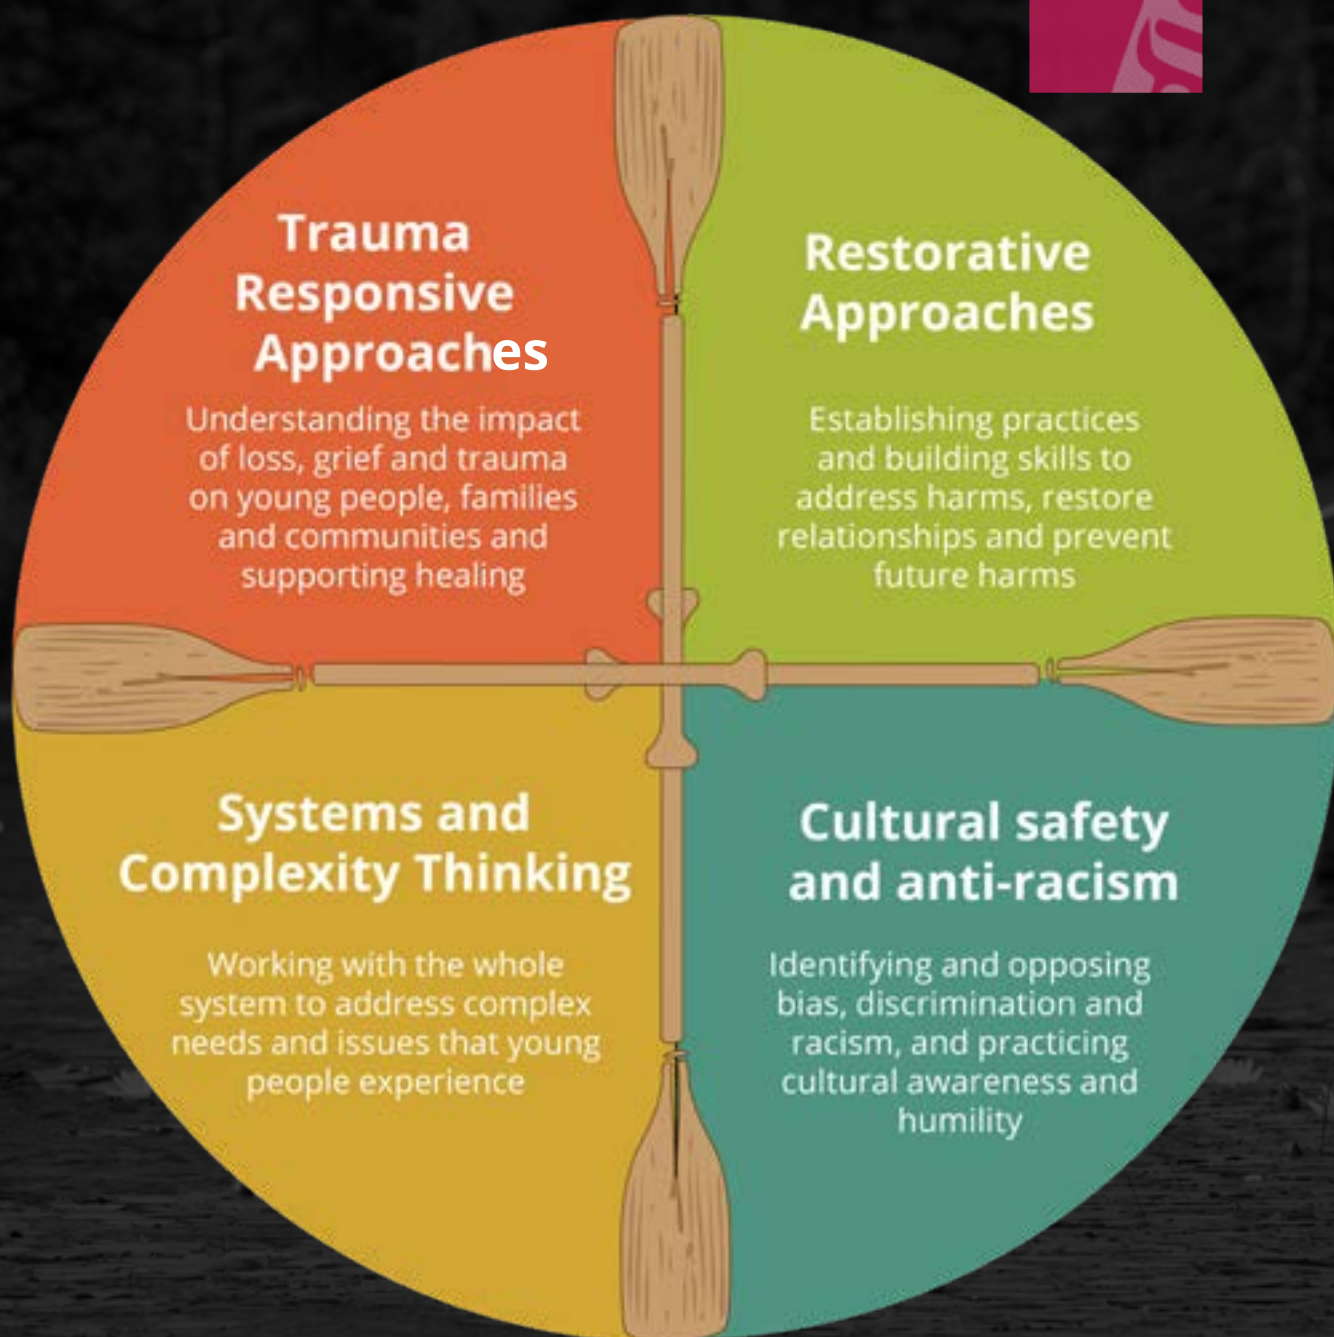 Trauma
Responsive
Approaches
Understanding the impact
of loss, grief and trauma
on young people, families
and communities and
supporting healing
Restorative
Approaches
Establishing practices
and building skills to
address harms, restore
relationships and prevent
future harms
Systems and
Complexity Thinking
Working with the whole
system to address complex
needs and issues that young
people experience
Cultural safety
and anti-racism
Identifying and opposing
bias, discrimination and
racism, and practicing
cultural awareness and
humility